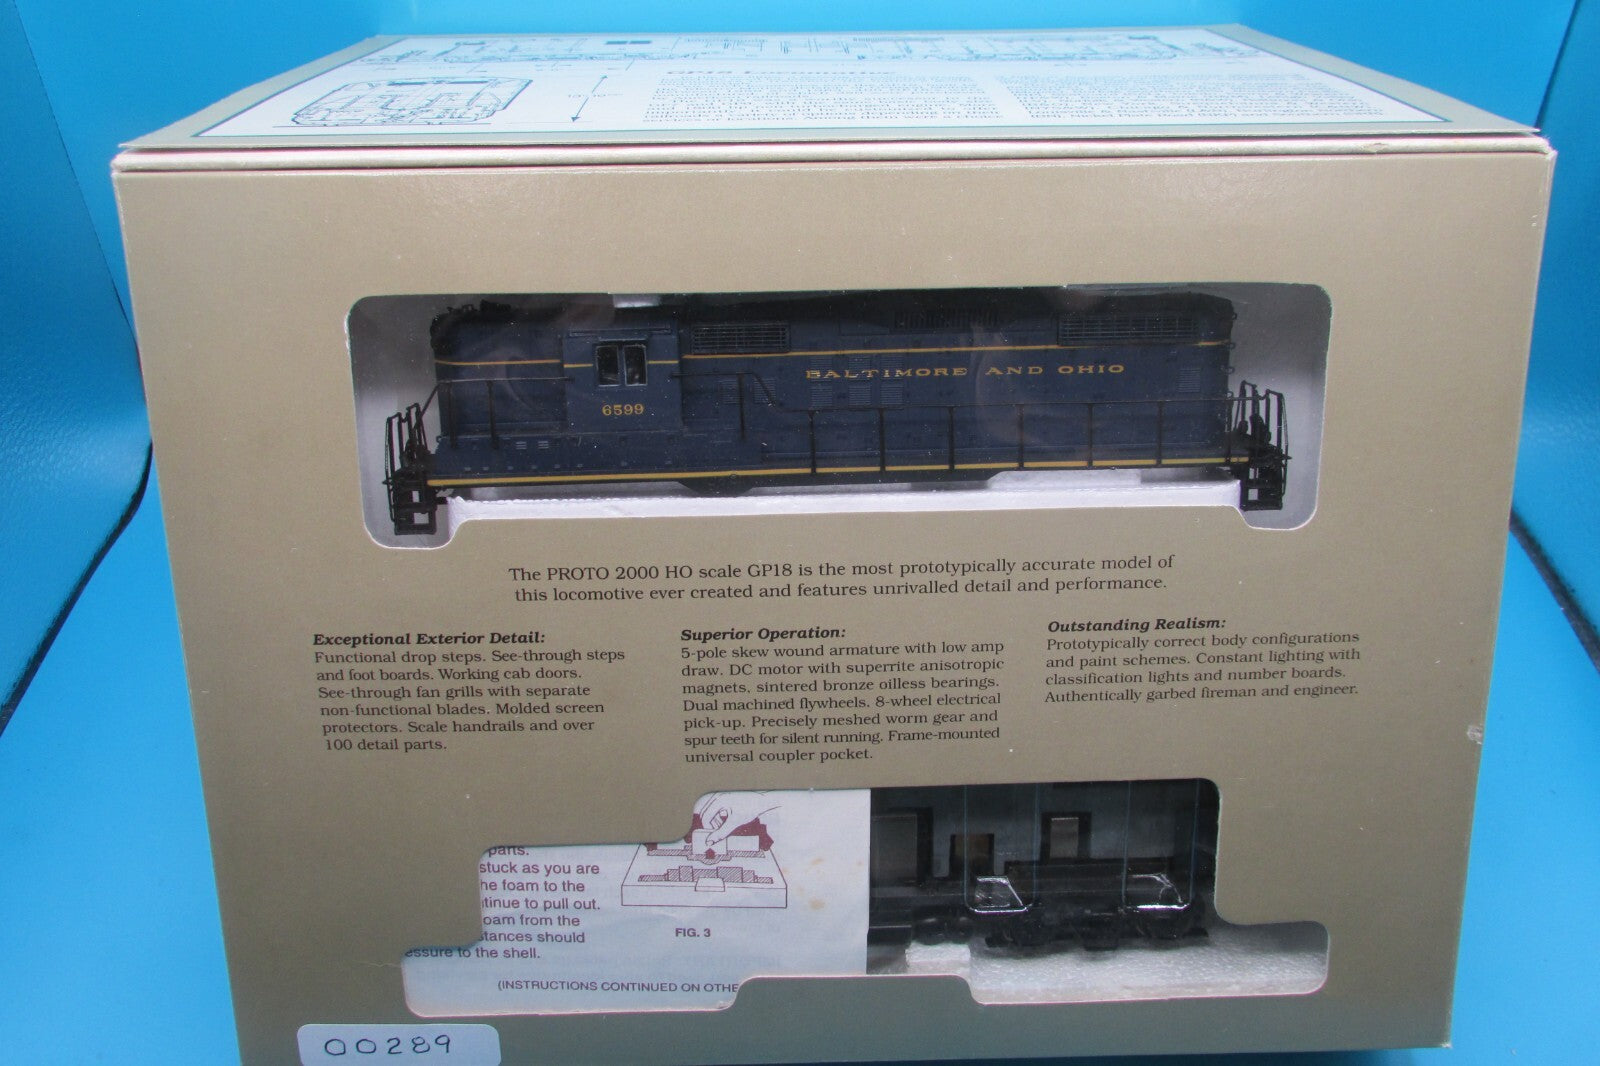 GP18 Locomotive
BALTIMORE AND OHIO
6599
The PROTO 2000 HO scale GP18 is the most prototypically accurate model of
this locomotive ever created and features unrivalled detail and performance.
Exceptional Exterior Detail:
Functional drop steps. See-through steps
and foot boards. Working cab doors.
See-through fan grills with separate
non-functional blades. Molded screen
protectors. Scale handrails and over
100 detail parts.
Superior Operation:
5-pole skew wound armature with low amp
draw. DC motor with superrite anisotropic
magnets, sintered bronze oilless bearings.
Dual machined flywheels. 8-wheel electrical
pick-up. Precisely meshed worm gear and
spur teeth for silent running. Frame-mounted
universal coupler pocket.
Outstanding Realism:
Prototypically correct body configurations
and paint schemes. Constant lighting with
classification lights and number boards.
Authentically garbed fireman and engineer.
parts.
stuck as you are
he foam to the
tinue to pull out.
oam from the
stances should
essure to the shell.
FIG. 3
(INSTRUCTIONS CONTINUED ON OTHE
00289